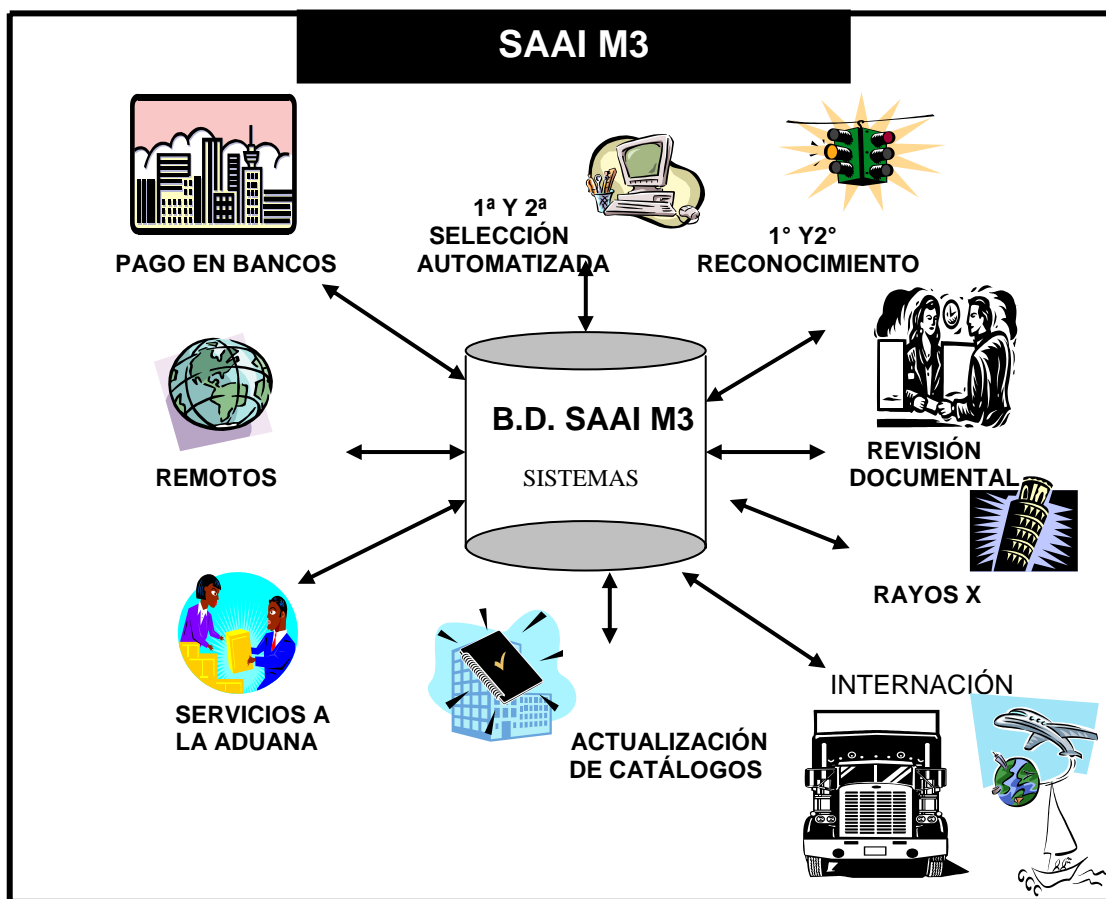 SAAI M3
1ª Y 2ª
SELECCIÓN
AUTOMATIZADA
1° Y2°
RECONOCIMIENTO
PAGO EN BANCOS
B.D. SAAI M3
SISTEMAS
REMOTOS
REVISIÓN
DOCUMENTAL
RAYOS X
SERVICIOS A
LA ADUANA
ACTUALIZACIÓN
DE CATÁLOGOS
INTERNACIÓN